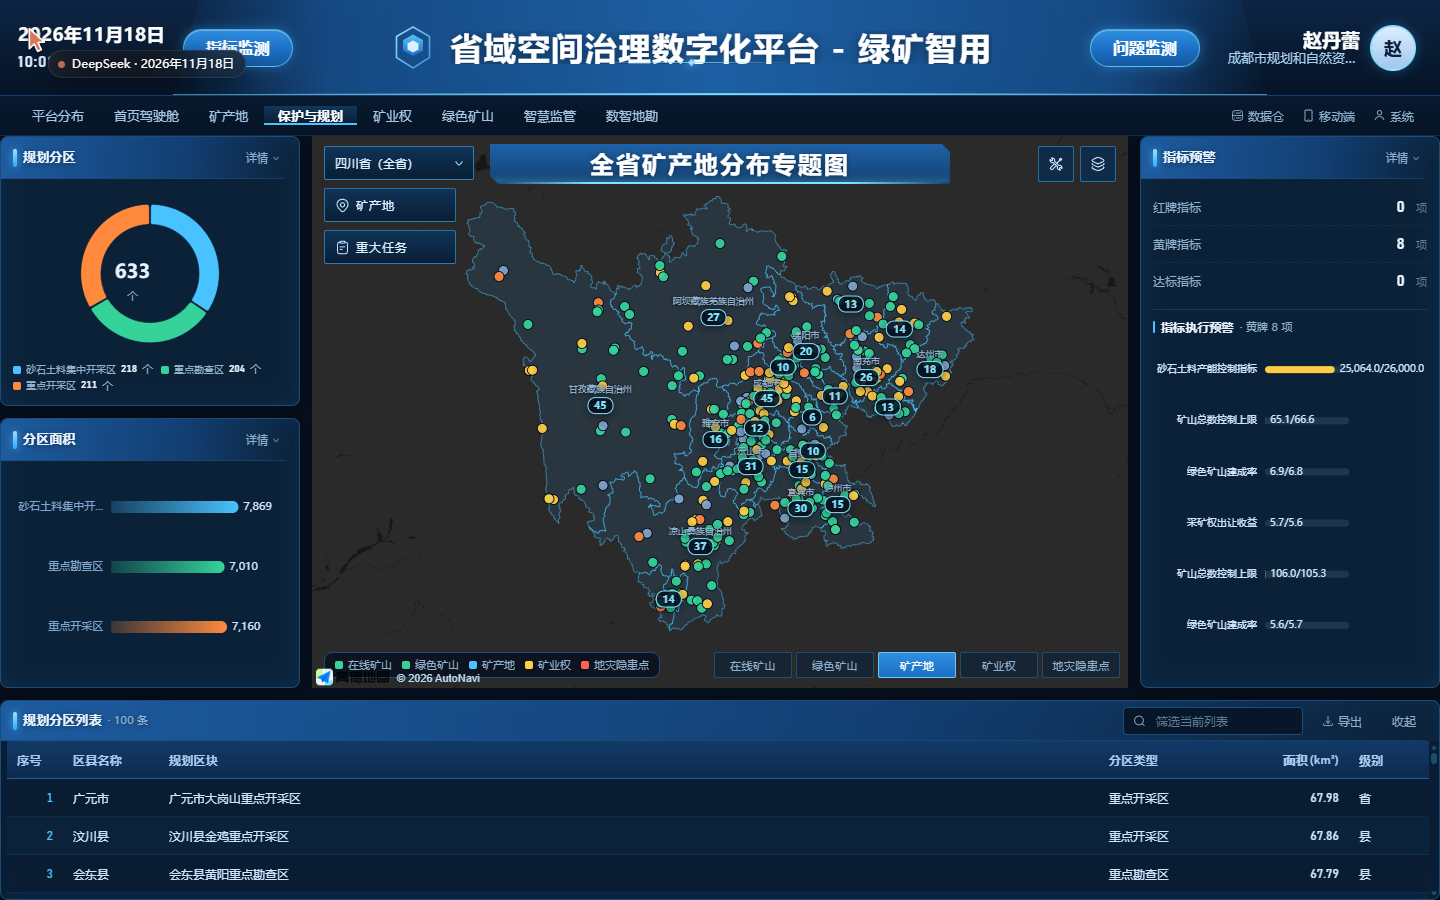 2026年11月18日
DeepSeek · 2026年11月18日
指标监测
省域空间治理数字化平台 - 绿矿智用
问题监测
赵丹蕾
成都市规划和自然资...
赵
平台分布
首页驾驶舱
矿产地
保护与规划
矿业权
绿色矿山
智慧监管
数智地勘
数据仓
移动端
系统
规划分区
详情
633
个
砂石土料集中开采区 218 个
重点勘查区 204 个
重点开采区 211 个
分区面积
详情
砂石土料集中开... 7,869
重点勘查区 7,010
重点开采区 7,160
四川省（全省）
全省矿产地分布专题图
矿产地
重大任务
阿坝藏族羌族自治州
27
13
14
20
达州市
18
10
26
甘孜藏族自治州
45
45
11
13
6
12
16
10
31
15
泸州市
30
15
凉山彝族自治州
37
14
在线矿山
绿色矿山
矿产地
矿业权
地灾隐患点
© 2026 AutoNavi
在线矿山
绿色矿山
矿产地
矿业权
地灾隐患点
指标预警
详情
红牌指标 0 项
黄牌指标 8 项
达标指标 0 项
指标执行预警 · 黄牌 8 项
砂石土料产能控制指标 25,064.0/26,000.0
矿山总数控制上限 65.1/66.6
绿色矿山建成率 6.9/6.8
采矿权出让收益 5.7/5.6
矿山总数控制上限 106.0/105.3
绿色矿山建成率 5.6/5.7
规划分区列表 · 100 条
筛选当前列表
导出
收起
序号 区县名称 规划区块 分区类型 面积(km²) 级别
1 广元市 广元市大岗山重点开采区 重点开采区 67.98 省
2 汶川县 汶川县金鸡重点开采区 重点开采区 67.86 县
3 会东县 会东县黄阳重点勘查区 重点勘查区 67.79 县